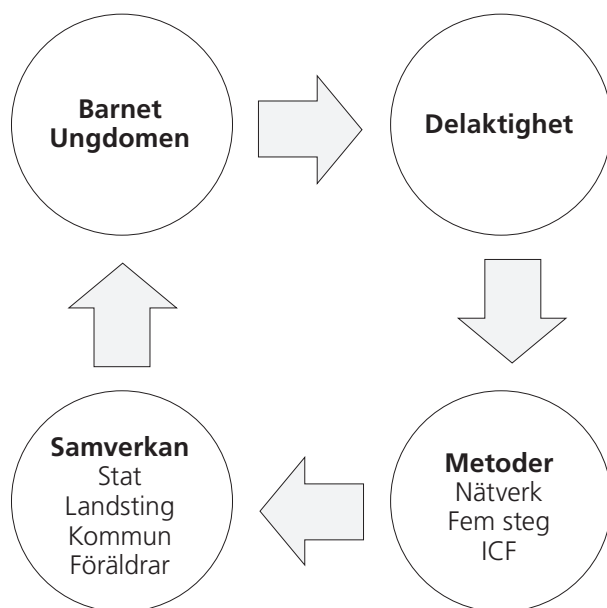 Barnet
Ungdomen
Delaktighet
Samverkan
Stat
Landsting
Kommun
Föräldrar
Metoder
Nätverk
Fem steg
ICF